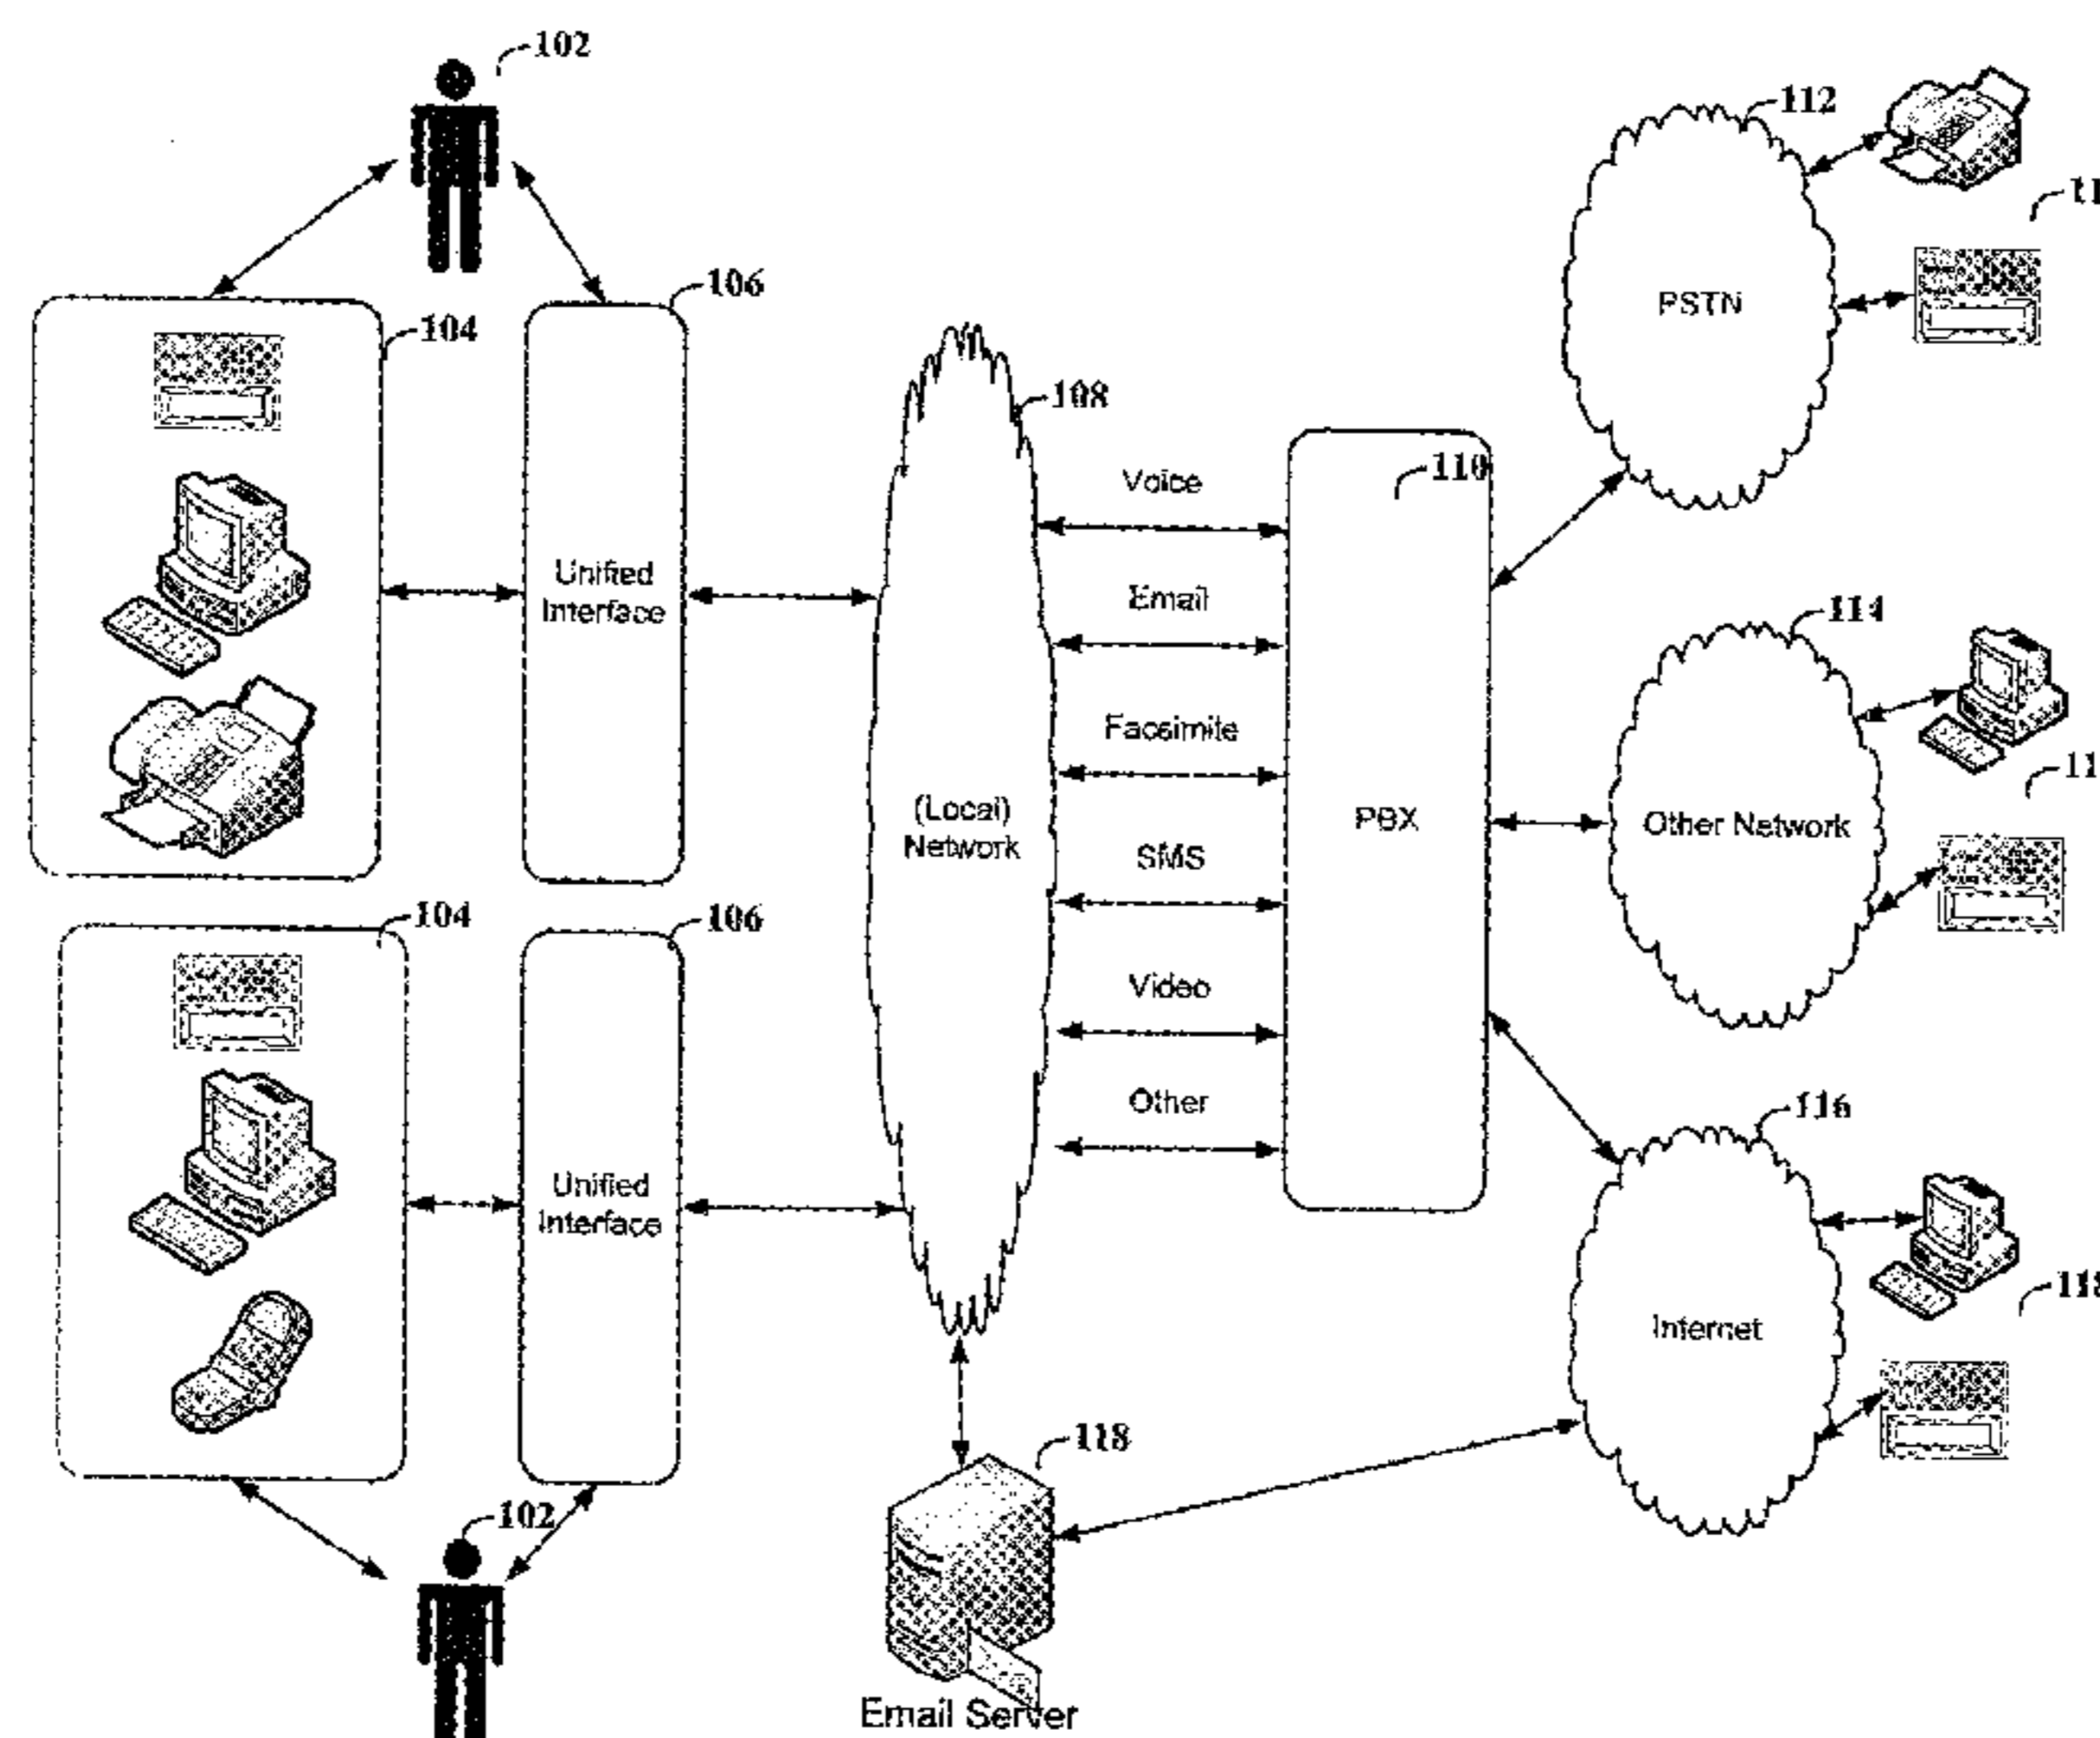 102
112
106
104
108
PSTN
110
Voice
Unified
Interface
Email
114
Facsimile
(Local)
Network
PBX
Other Network
SMS
104
106
Video
Other
116
Unified
Interface
Internet
118
118
102
Email Server